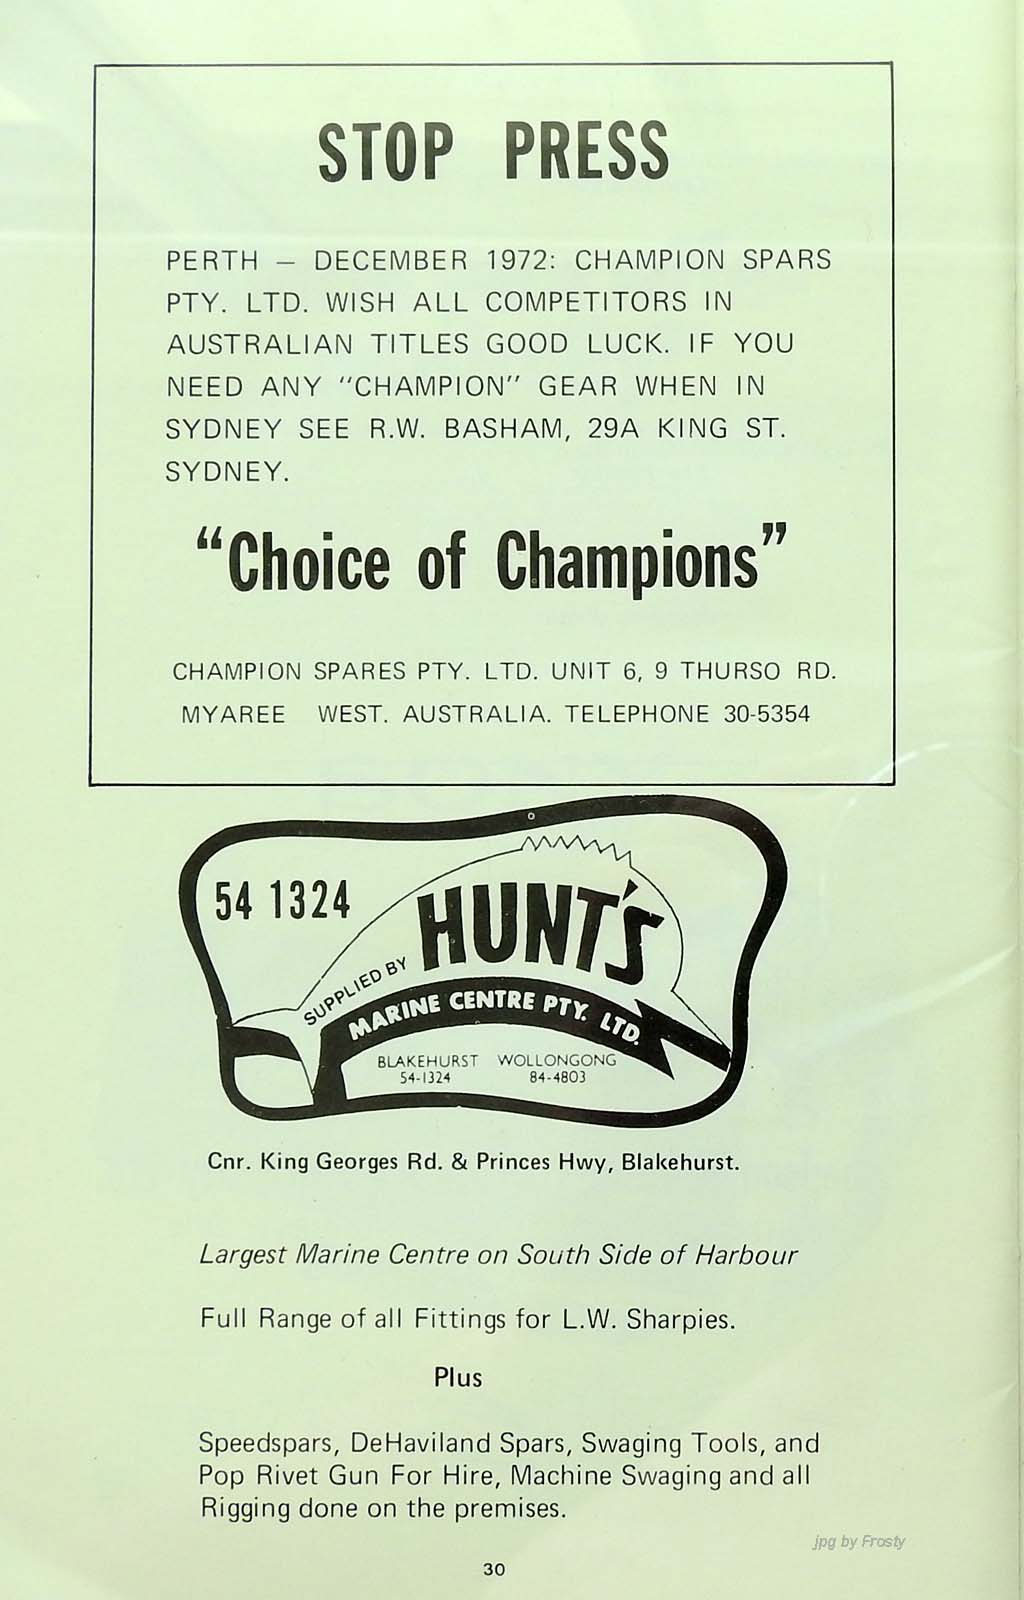 STOP PRESS
PERTH — DECEMBER 1972: CHAMPION SPARS
PTY. LTD. WISH ALL COMPETITORS IN
AUSTRALIAN TITLES GOOD LUCK. IF YOU
NEED ANY "CHAMPION" GEAR WHEN IN
SYDNEY SEE R.W. BASHAM, 29A KING ST.
SYDNEY.
"Choice of Champions"
CHAMPION SPARES PTY. LTD. UNIT 6, 9 THURSO RD.
MYAREE WEST. AUSTRALIA. TELEPHONE 30-5354
54 1324
SUPPLIED BY HUNT'S
MARINE CENTRE PTY. LTD.
BLAKEHURST WOLLONGONG
54-1324 84-4803
Cnr. King Georges Rd. & Princes Hwy, Blakehurst.
Largest Marine Centre on South Side of Harbour
Full Range of all Fittings for L.W. Sharpies.
Plus
Speedspars, DeHaviland Spars, Swaging Tools, and
Pop Rivet Gun For Hire, Machine Swaging and all
Rigging done on the premises.
jpg by Frosty
30